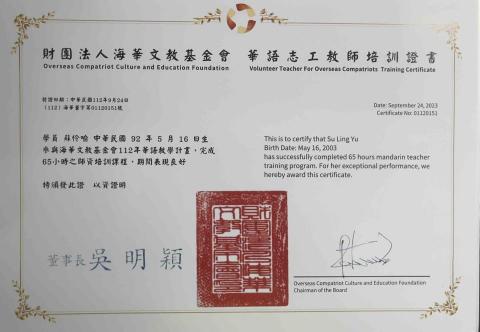 財團法人海華文教基金會 華語志工教師培訓證書
Overseas Compatriot Culture and Education Foundation Volunteer Teacher For Overseas Compatriots Training Certificate
發證日期：中華民國112年9月24日
(112)海華董字第01120151號
Date: September 24, 2023
Certificate No: 01120151
學員 蘇伶喻 中華民國 92 年 5 月 16 日生
參與海華文教基金會112年華語教學計畫，完成
65小時之師資培訓課程，期間表現良好
特頒發此證 以資證明
This is to certify that Su Ling Yu
Birth Date: May 16, 2003
has successfully completed 65 hours mandarin teacher
training program. For her exceptional performance, we
hereby award this certificate.
董事長 吳明穎
Overseas Compatriot Culture and Education Foundation
Chairman of the Board